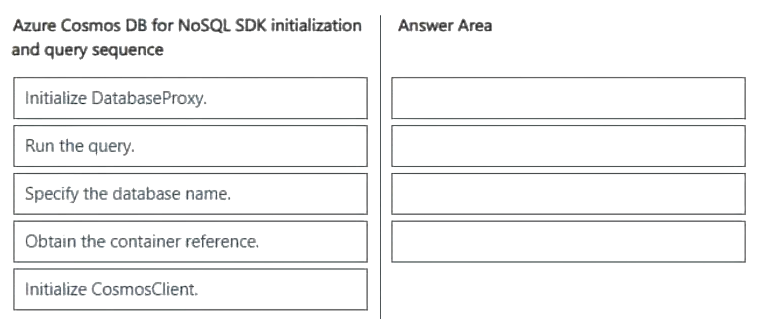 Azure Cosmos DB for NoSQL SDK initialization
and query sequence
Answer Area
Initialize DatabaseProxy.
Run the query.
Specify the database name.
Obtain the container reference.
Initialize CosmosClient.